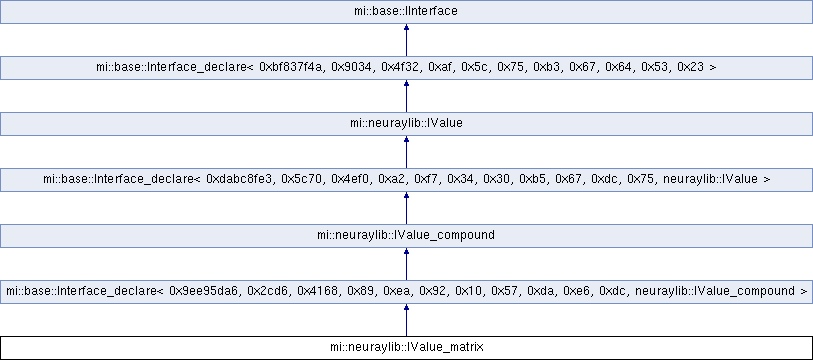 mi::base::IInterface
mi::base::Interface_declare< 0xbf837f4a, 0x9034, 0x4f32, 0xaf, 0x5c, 0x75, 0xb3, 0x67, 0x64, 0x53, 0x23 >
mi::neuraylib::IValue
mi::base::Interface_declare< 0xdabc8fe3, 0x5c70, 0x4ef0, 0xa2, 0xf7, 0x34, 0x30, 0xb5, 0x67, 0xdc, 0x75, neuraylib::IValue >
mi::neuraylib::IValue_compound
mi::base::Interface_declare< 0x9ee95da6, 0x2cd6, 0x4168, 0x89, 0xea, 0x92, 0x10, 0x57, 0xda, 0xe6, 0xdc, neuraylib::IValue_compound >
mi::neuraylib::IValue_matrix